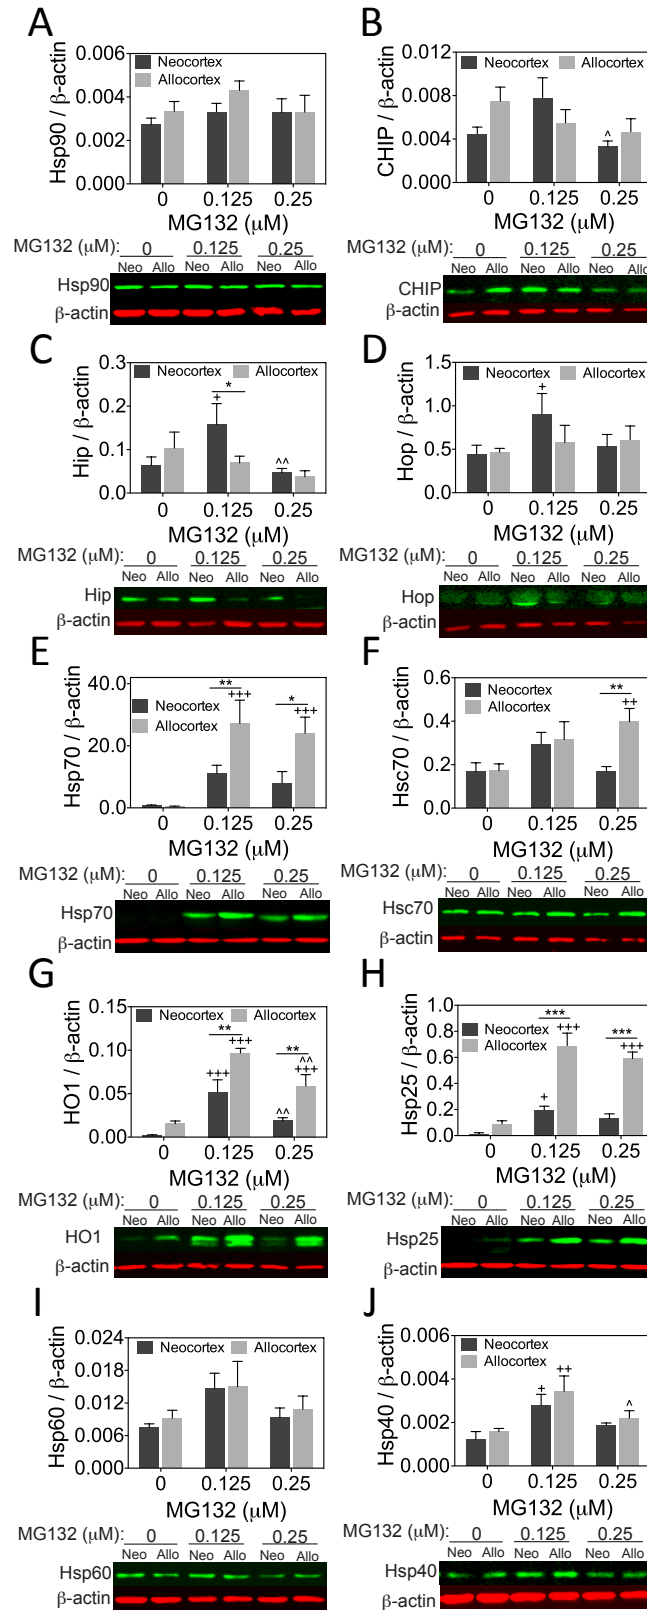 A
Hsp90 / β-actin
0.006
0.004
0.002
0.000
Neocortex
Allocortex
0 0.125 0.25
MG132 (μM)
MG132 (μM): 0 0.125 0.25
Neo Allo Neo Allo Neo Allo
Hsp90
β-actin
B
CHIP / β-actin
0.012
0.008
0.004
0.000
Neocortex Allocortex
^
0 0.125 0.25
MG132 (μM)
MG132 (μM): 0 0.125 0.25
Neo Allo Neo Allo Neo Allo
CHIP
β-actin
C
Hip / β-actin
0.3
0.2
0.1
0.0
Neocortex Allocortex
*
+
^^
0 0.125 0.25
MG132 (μM)
MG132 (μM): 0 0.125 0.25
Neo Allo Neo Allo Neo Allo
Hip
β-actin
D
Hop / β-actin
1.5
1.0
0.5
0.0
Neocortex Allocortex
+
0 0.125 0.25
MG132 (μM)
MG132 (μM): 0 0.125 0.25
Neo Allo Neo Allo Neo Allo
Hop
β-actin
E
Hsp70 / β-actin
40.0
20.0
0.0
Neocortex
Allocortex
** *
+++ +++
0 0.125 0.25
MG132 (μM)
MG132 (μM): 0 0.125 0.25
Neo Allo Neo Allo Neo Allo
Hsp70
β-actin
F
Hsc70 / β-actin
0.6
0.4
0.2
0.0
Neocortex
Allocortex
**
++
0 0.125 0.25
MG132 (μM)
MG132 (μM): 0 0.125 0.25
Neo Allo Neo Allo Neo Allo
Hsc70
β-actin
G
HO1 / β-actin
0.15
0.10
0.05
0.00
Neocortex Allocortex
** **
+++ ^^
+++ +++
^^
0 0.125 0.25
MG132 (μM)
MG132 (μM): 0 0.125 0.25
Neo Allo Neo Allo Neo Allo
HO1
β-actin
H
Hsp25 / β-actin
1.0
0.8
0.6
0.4
0.2
0.0
Neocortex
Allocortex
*** ***
+++ +++
+
0 0.125 0.25
MG132 (μM)
MG132 (μM): 0 0.125 0.25
Neo Allo Neo Allo Neo Allo
Hsp25
β-actin
I
Hsp60 / β-actin
0.024
0.018
0.012
0.006
0.000
Neocortex Allocortex
0 0.125 0.25
MG132 (μM)
MG132 (μM): 0 0.125 0.25
Neo Allo Neo Allo Neo Allo
Hsp60
β-actin
J
Hsp40 / β-actin
0.006
0.004
0.002
0.000
Neocortex
Allocortex
+ ++
^
0 0.125 0.25
MG132 (μM)
MG132 (μM): 0 0.125 0.25
Neo Allo Neo Allo Neo Allo
Hsp40
β-actin